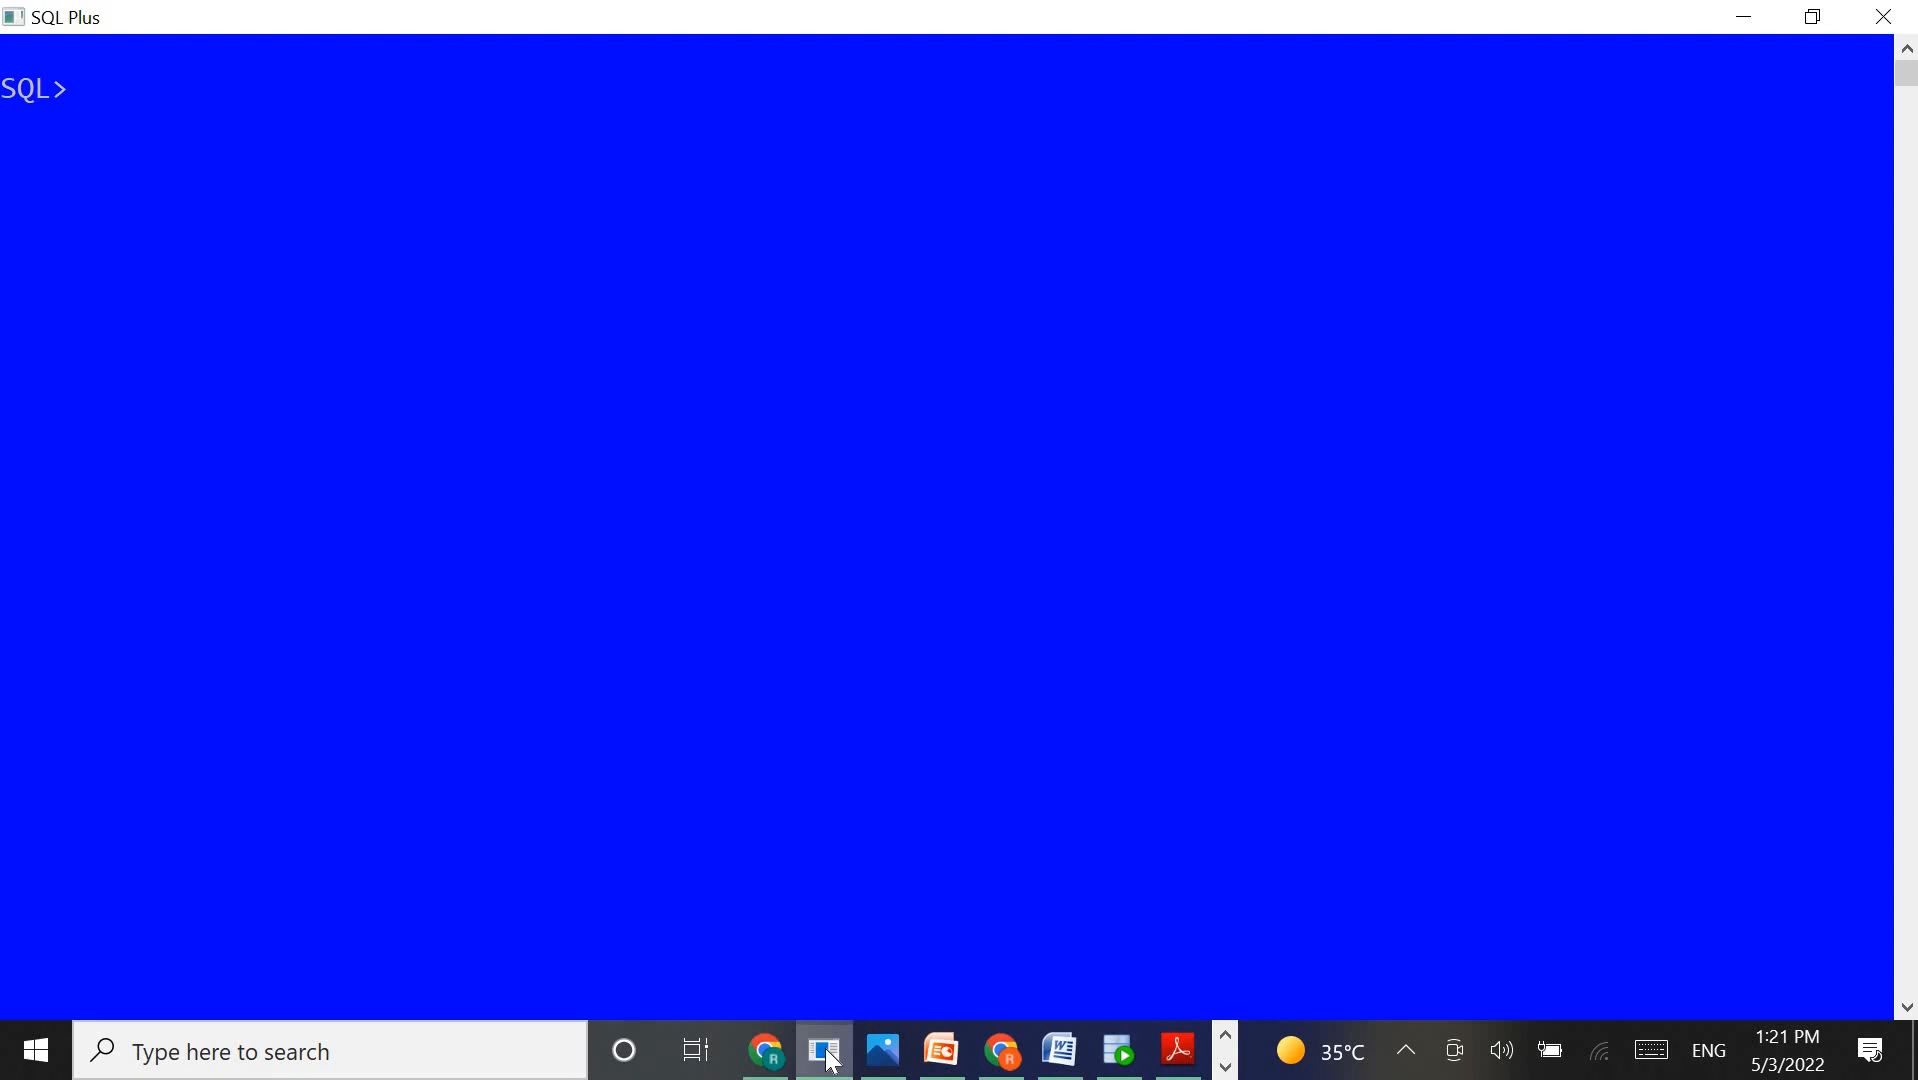 SQL Plus
SQL>
Type here to search
35°C
ENG
1:21 PM
5/3/2022